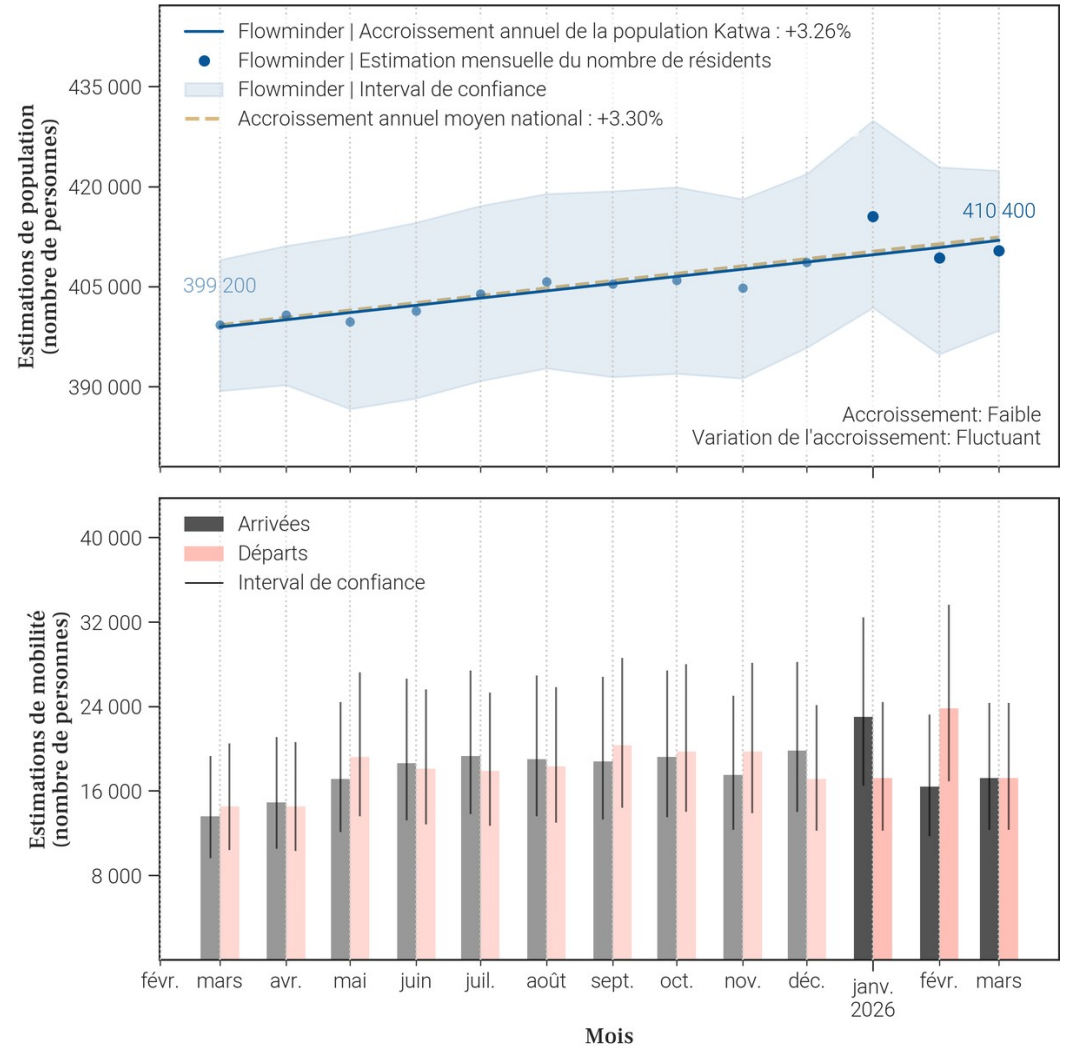 Flowminder | Accroissement annuel de la population Katwa : +3.26%
Flowminder | Estimation mensuelle du nombre de résidents
Flowminder | Interval de confiance
Accroissement annuel moyen national : +3.30%
Estimations de population
(nombre de personnes)
435 000
420 000
405 000
390 000
399 200
410 400
Accroissement: Faible
Variation de l'accroissement: Fluctuant
Arrivées
Départs
Interval de confiance
Estimations de mobilité
(nombre de personnes)
40 000
32 000
24 000
16 000
8 000
févr. mars avr. mai juin juil. août sept. oct. nov. déc. janv. févr. mars
2026
Mois